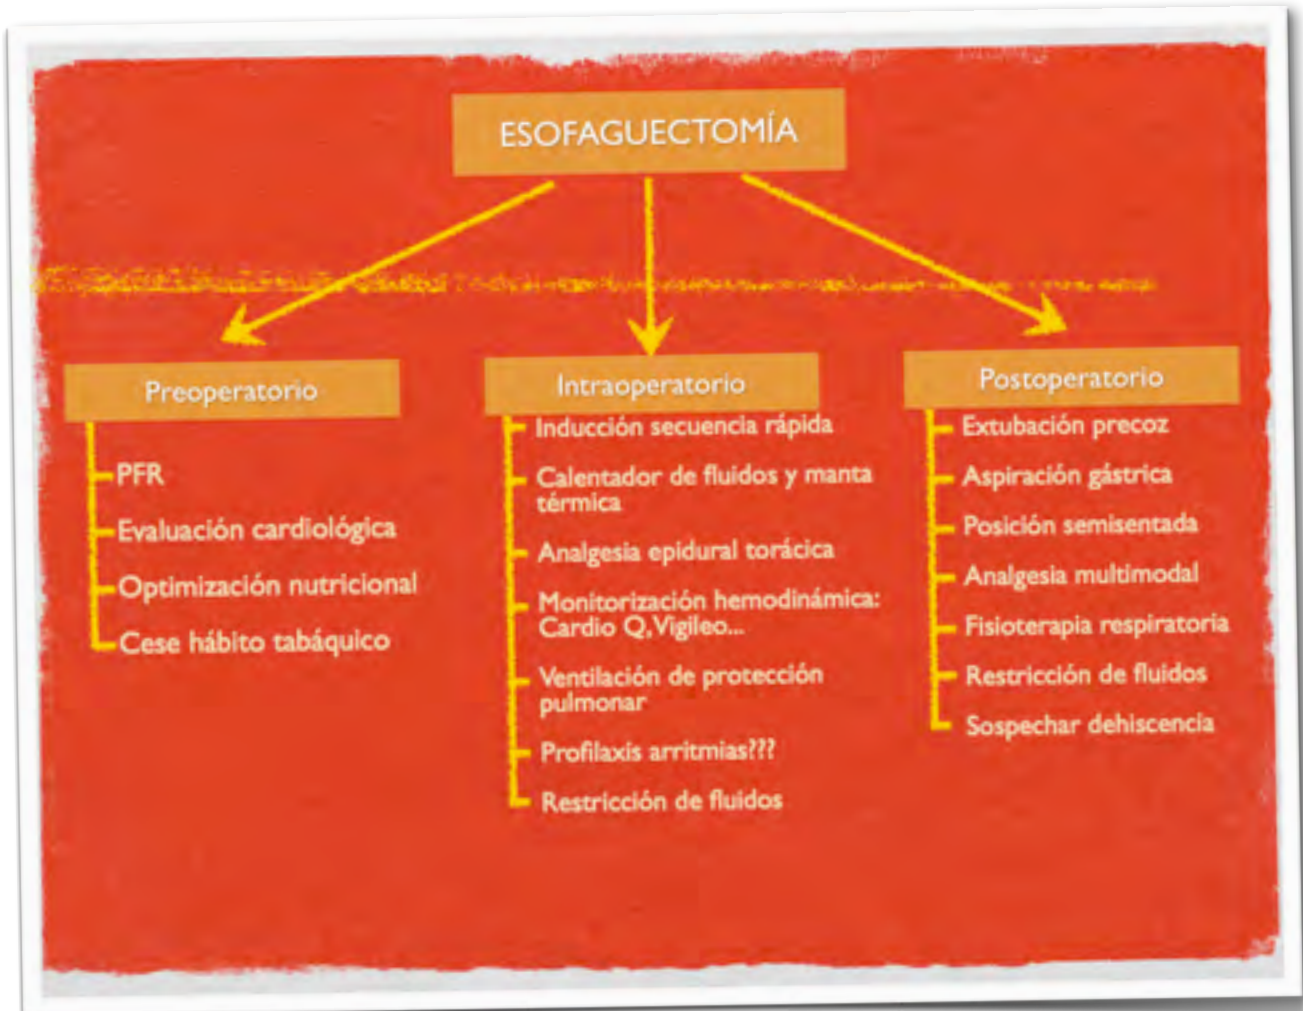 ESOFAGUECTOMÍA
Preoperatorio
PFR
Evaluación cardiológica
Optimización nutricional
Cese hábito tabáquico
Intraoperatorio
Inducción secuencia rápida
Calentador de fluidos y manta
térmica
Analgesia epidural torácica
Monitorización hemodinámica:
Cardio Q,Vigileo...
Ventilación de protección
pulmonar
Profilaxis arritmias???
Restricción de fluidos
Postoperatorio
Extubación precoz
Aspiración gástrica
Posición semisentada
Analgesia multimodal
Fisioterapia respiratoria
Restricción de fluidos
Sospechar dehiscencia